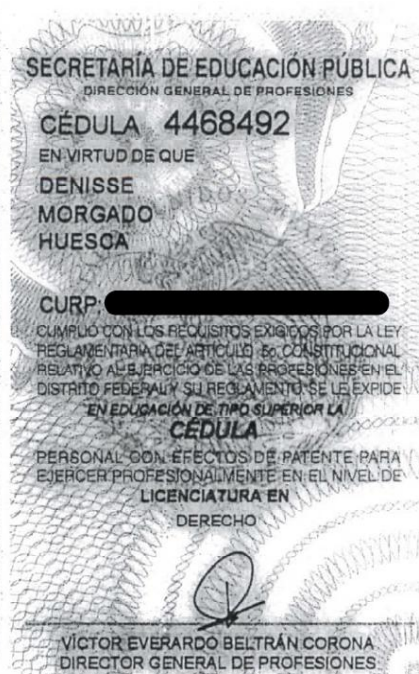 SECRETARÍA DE EDUCACIÓN PÚBLICA
DIRECCIÓN GENERAL DE PROFESIONES
CÉDULA 4468492
EN VIRTUD DE QUE
DENISSE
MORGADO
HUESCA
CURP:
CUMPLIÓ CON LOS REQUISITOS EXIGIDOS POR LA LEY
REGLAMENTARIA DEL ARTÍCULO 5o. CONSTITUCIONAL
RELATIVO AL EJERCICIO DE LAS PROFESIONES EN EL
DISTRITO FEDERAL Y SU REGLAMENTO SE LE EXPIDE
EN EDUCACIÓN DE TIPO SUPERIOR LA
CÉDULA
PERSONAL CON EFECTOS DE PATENTE PARA
EJERCER PROFESIONALMENTE EN EL NIVEL DE
LICENCIATURA EN
DERECHO
VÍCTOR EVERARDO BELTRÁN CORONA
DIRECTOR GENERAL DE PROFESIONES